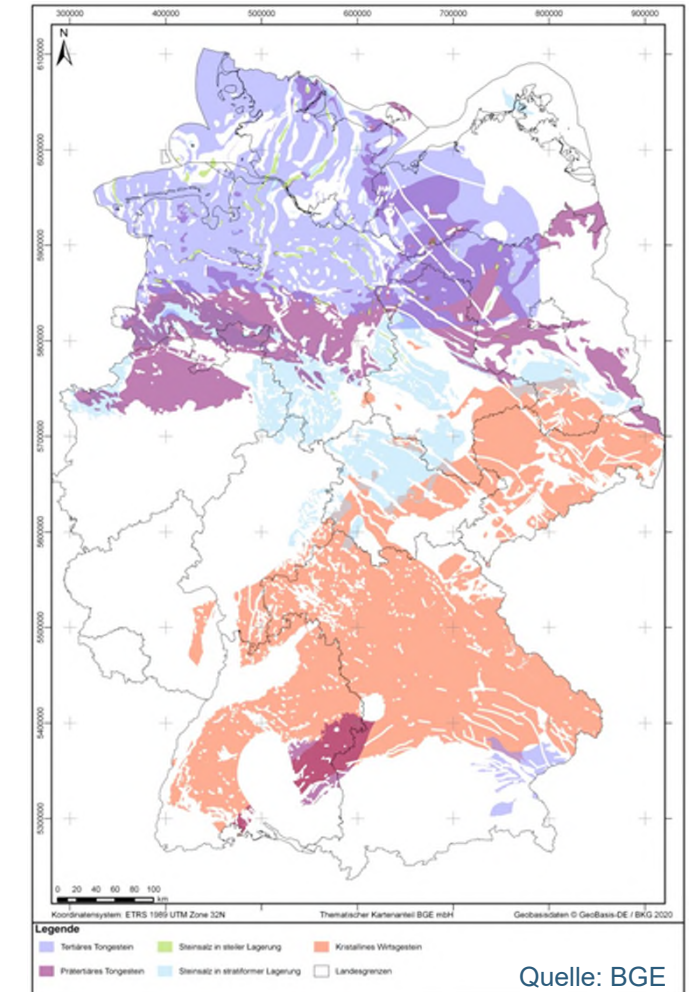 300000 400000 500000 600000 700000 800000 900000
N
6100000
6000000
5900000
5800000
5700000
5600000
5500000
5400000
5300000
0 20 40 60 80 100
km
Koordinatensystem: ETRS 1989 UTM Zone 32N Thematischer Kartenanteil BGE mbH Geobasisdaten © GeoBasis-DE / BKG 2020
Legende
Tertiäres Tongestein Steinsalz in steiler Lagerung Kristallines Wirtsgestein
Prätertiäres Tongestein Steinsalz in stratiformer Lagerung Landesgrenzen
Quelle: BGE